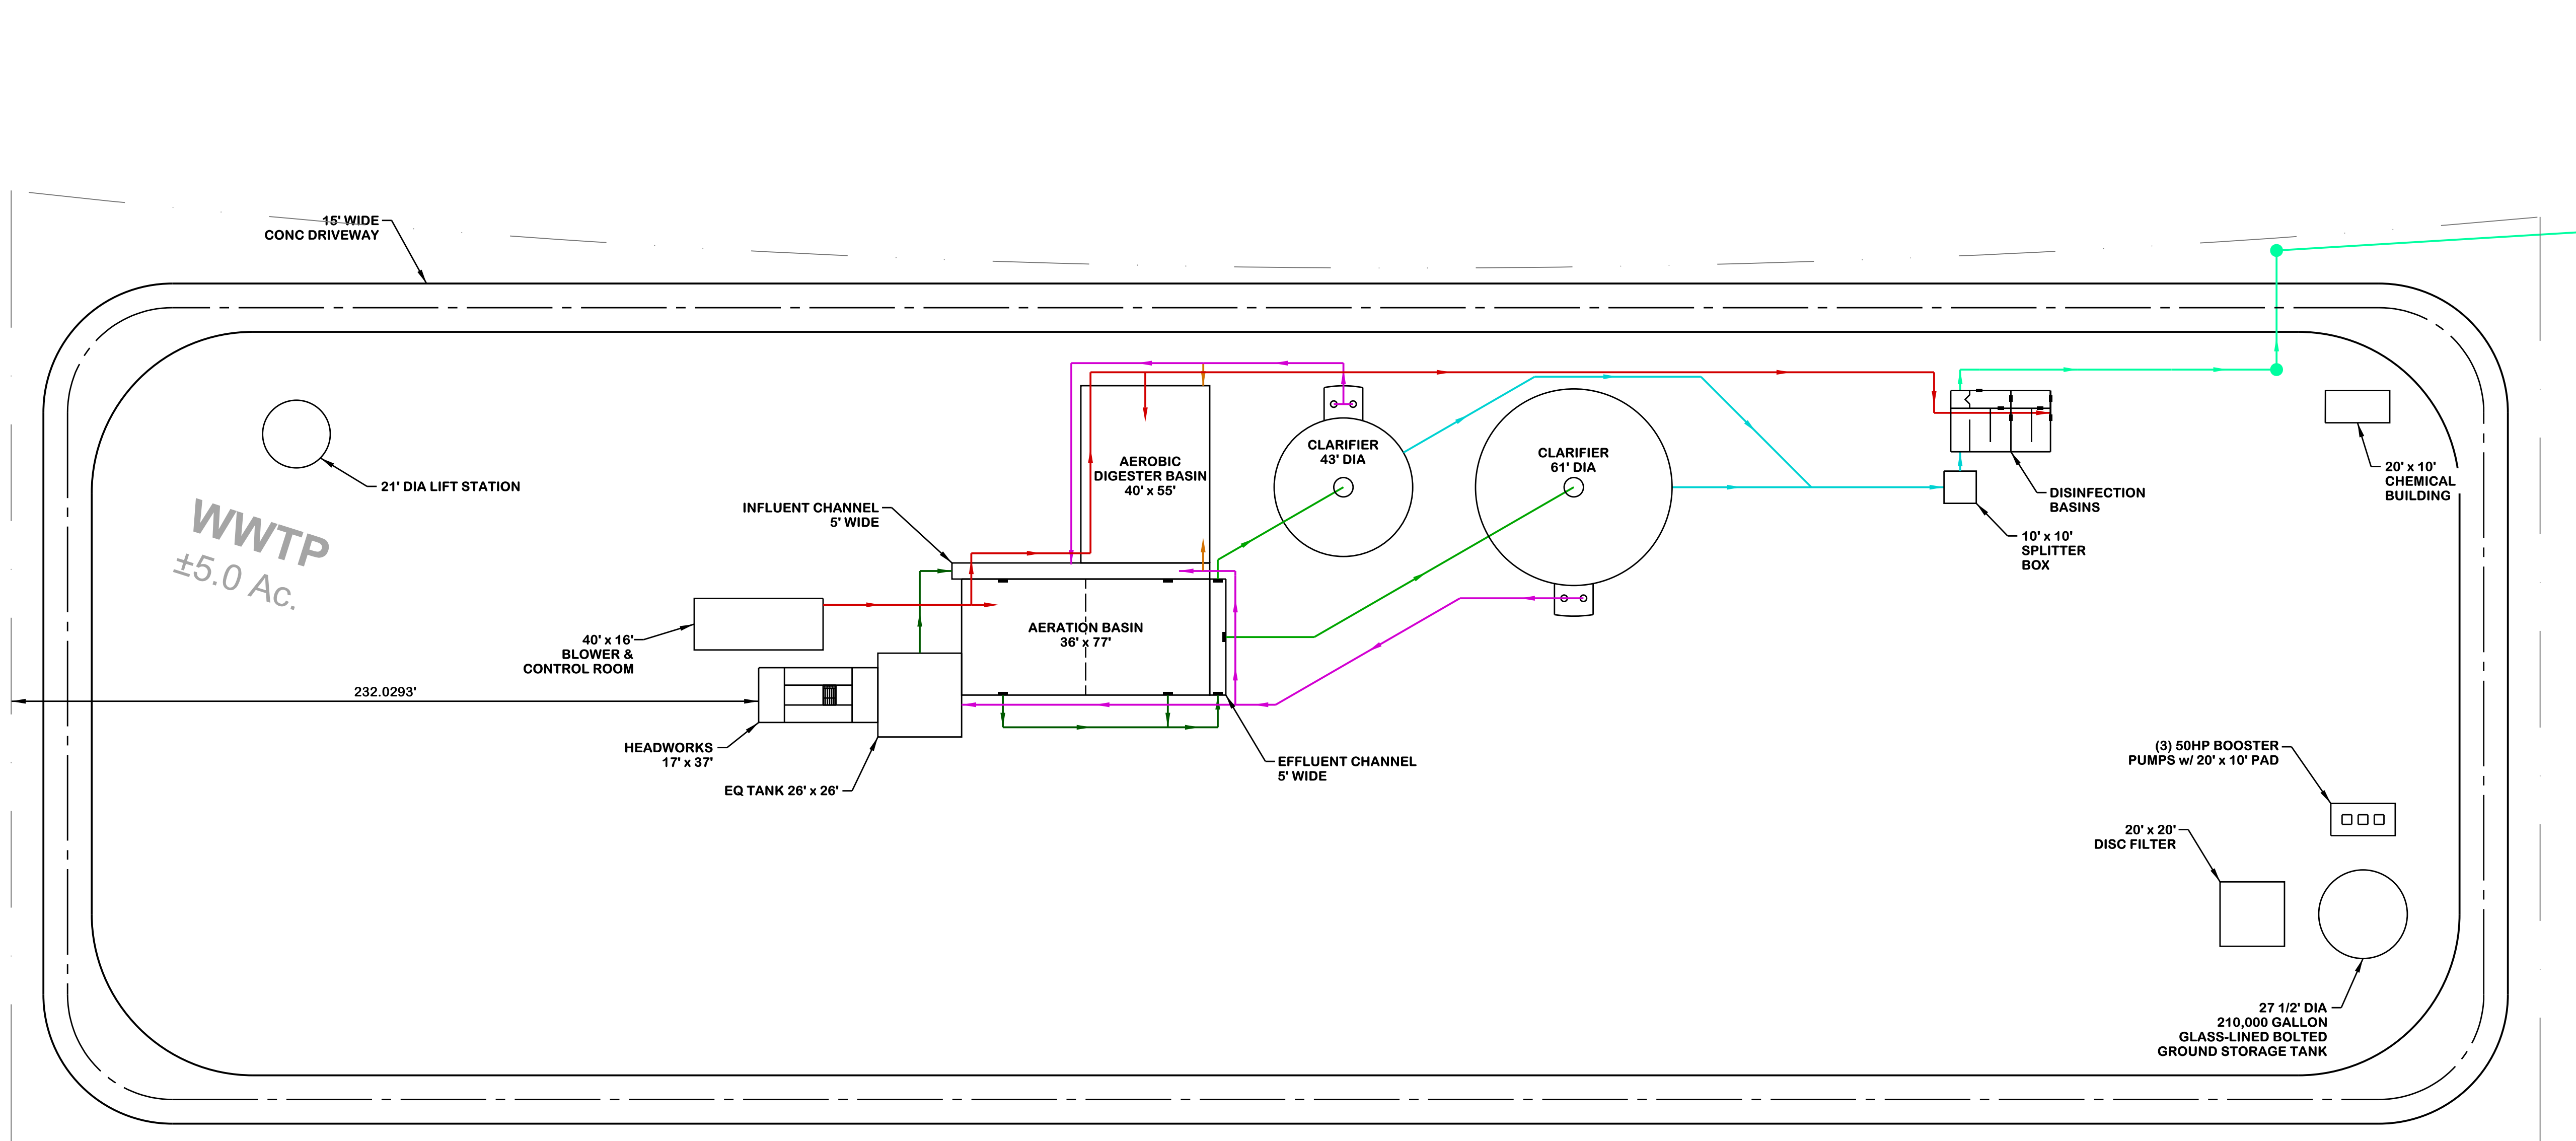 15' WIDE
CONC DRIVEWAY
21' DIA LIFT STATION
WWTP
±5.0 Ac.
INFLUENT CHANNEL
5' WIDE
AEROBIC
DIGESTER BASIN
40' x 55'
CLARIFIER
43' DIA
CLARIFIER
61' DIA
DISINFECTION
BASINS
10' x 10'
SPLITTER
BOX
20' x 10'
CHEMICAL
BUILDING
40' x 16'
BLOWER &
CONTROL ROOM
AERATION BASIN
36' x 77'
232.0293'
HEADWORKS
17' x 37'
EQ TANK 26' x 26'
EFFLUENT CHANNEL
5' WIDE
(3) 50HP BOOSTER
PUMPS w/ 20' x 10' PAD
20' x 20'
DISC FILTER
27 1/2' DIA
210,000 GALLON
GLASS-LINED BOLTED
GROUND STORAGE TANK